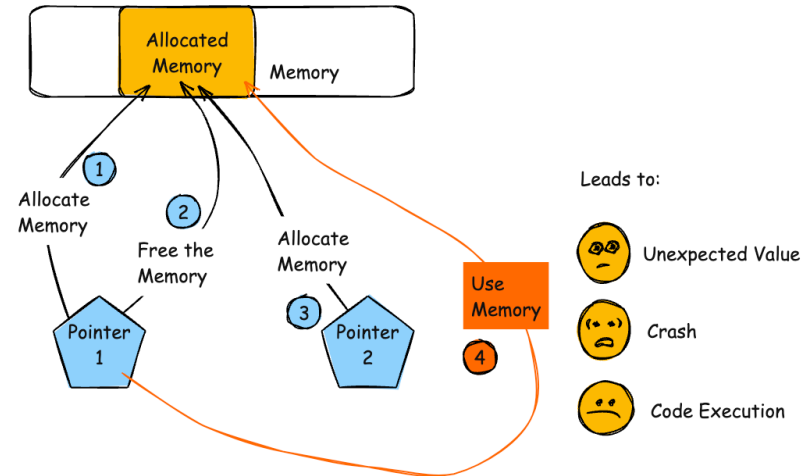 Allocated
Memory
Memory
1
Allocate
Memory
2
Free the
Memory
Allocate
Memory
3
Pointer
1
Pointer
2
Use
Memory
4
Leads to:
Unexpected Value
Crash
Code Execution